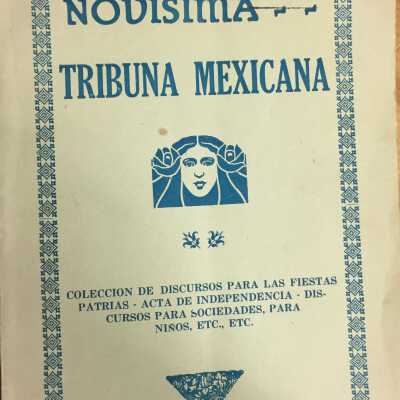 NOVISIMA
TRIBUNA MEXICANA
COLECCION DE DISCURSOS PARA LAS FIESTAS
PATRIAS - ACTA DE INDEPENDENCIA - DIS-
CURSOS PARA SOCIEDADES, PARA
NIÑOS, ETC., ETC.